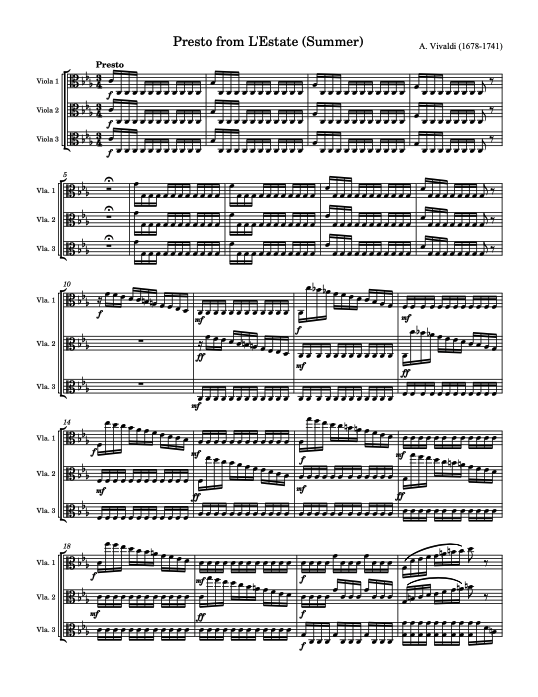 Presto from L'Estate (Summer)
A. Vivaldi (1678-1741)
Presto
Viola 1
f
Viola 2
f
Viola 3
f
5
Vla. 1
Vla. 2
Vla. 3
10
Vla. 1
f mf f mf
Vla. 2
ff mf ff
Vla. 3
mf
14
Vla. 1
f mf f mf
Vla. 2
mf ff mf ff
Vla. 3
18
Vla. 1
f mf f f
Vla. 2
mf ff f f
Vla. 3
f